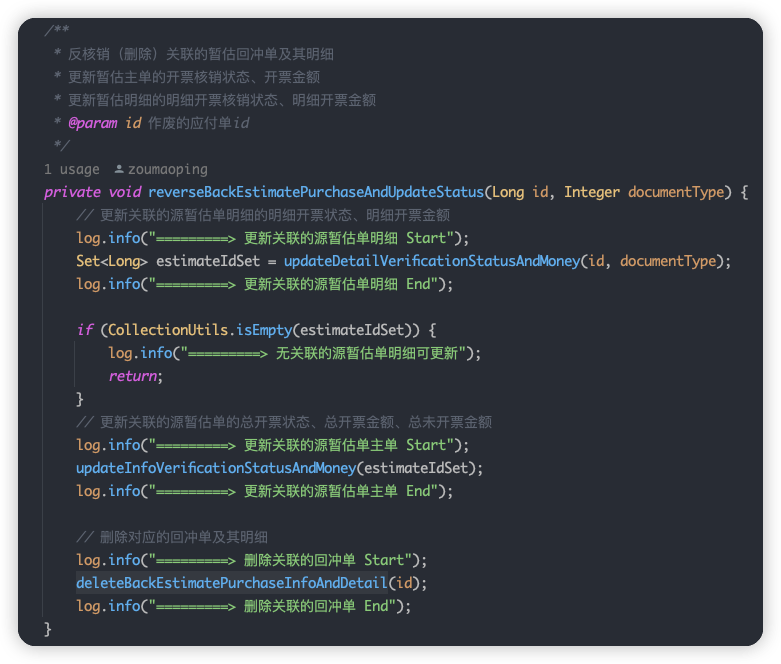 /**
 * 反核销（删除）关联的暂估回冲单及其明细
 * 更新暂估主单的开票核销状态、开票金额
 * 更新暂估明细的明细开票核销状态、明细开票金额
 * @param id 作废的应付单id
 */
1 usage zoumaoping
private void reverseBackEstimatePurchaseAndUpdateStatus(Long id, Integer documentType) {
    // 更新关联的源暂估单明细的明细开票状态、明细开票金额
    log.info("=========> 更新关联的源暂估单明细 Start");
    Set<Long> estimateIdSet = updateDetailVerificationStatusAndMoney(id, documentType);
    log.info("=========> 更新关联的源暂估单明细 End");

    if (CollectionUtils.isEmpty(estimateIdSet)) {
        log.info("=========> 无关联的源暂估单明细可更新");
        return;
    }
    // 更新关联的源暂估单的总开票状态、总开票金额、总未开票金额
    log.info("=========> 更新关联的源暂估单主单 Start");
    updateInfoVerificationStatusAndMoney(estimateIdSet);
    log.info("=========> 更新关联的源暂估单主单 End");

    // 删除对应的回冲单及其明细
    log.info("=========> 删除关联的回冲单 Start");
    deleteBackEstimatePurchaseInfoAndDetail(id);
    log.info("=========> 删除关联的回冲单 End");
}